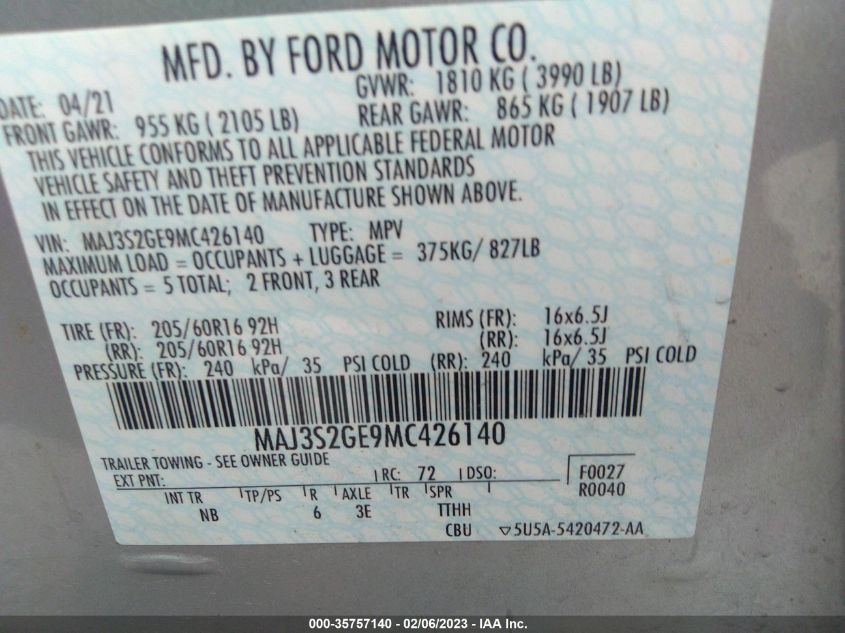 MFD. BY FORD MOTOR CO.
DATE: 04/21 GVWR: 1810 KG ( 3990 LB)
FRONT GAWR: 955 KG ( 2105 LB) REAR GAWR: 865 KG ( 1907 LB)
THIS VEHICLE CONFORMS TO ALL APPLICABLE FEDERAL MOTOR
VEHICLE SAFETY AND THEFT PREVENTION STANDARDS
IN EFFECT ON THE DATE OF MANUFACTURE SHOWN ABOVE.
VIN: MAJ3S2GE9MC426140 TYPE: MPV
MAXIMUM LOAD = OCCUPANTS + LUGGAGE = 375KG/ 827LB
OCCUPANTS = 5 TOTAL; 2 FRONT, 3 REAR
TIRE (FR): 205/60R16 92H RIMS (FR): 16x6.5J
(RR): 205/60R16 92H (RR): 16x6.5J
PRESSURE (FR): 240 kPa/ 35 PSI COLD (RR): 240 kPa/ 35 PSI COLD
MAJ3S2GE9MC426140
TRAILER TOWING - SEE OWNER GUIDE
EXT PNT: RC: 72 DSO: F0027
R0040
INT TR TP/PS R AXLE TR SPR
NB 6 3E TTHH
CBU ▽5U5A-5420472-AA
000-35757140 - 02/06/2023 - IAA Inc.